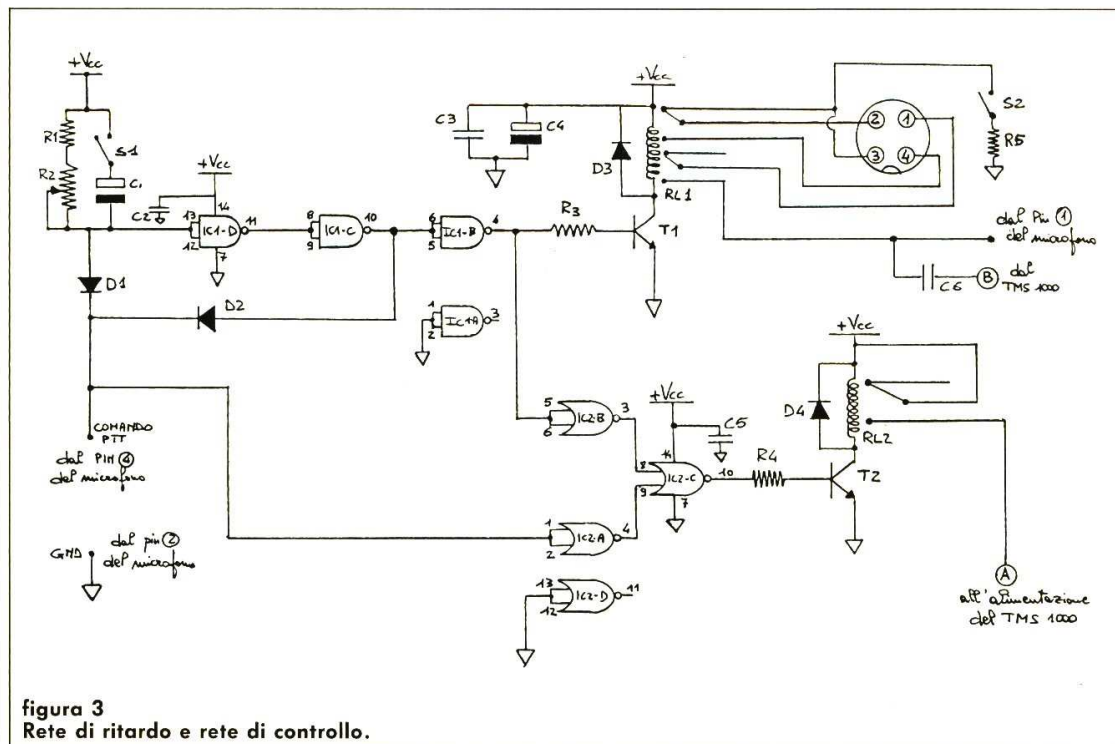 +Vcc
R1
S1
R2
C1
+Vcc
C2
14
13
12
IC1-D
11
7
8
9
IC1-C
10
6
5
IC1-B
4
D1
D2
1
2
IC1-A
3
C3
C4
+Vcc
D3
RL1
R3
T1
2
1
3
4
S2
R5
dal Pin 1
del microfono
C6
B
dal
TMS 1000
COMANDO
PTT
dal PIN 4
del microfono
GND
dal pin 2
del microfono
5
6
IC2-B
3
+Vcc
C5
14
8
9
IC2-C
10
7
R4
1
2
IC2-A
4
13
12
IC2-D
11
+Vcc
D4
RL2
T2
A
all'alimentazione
del TMS 1000
figura 3
Rete di ritardo e rete di controllo.